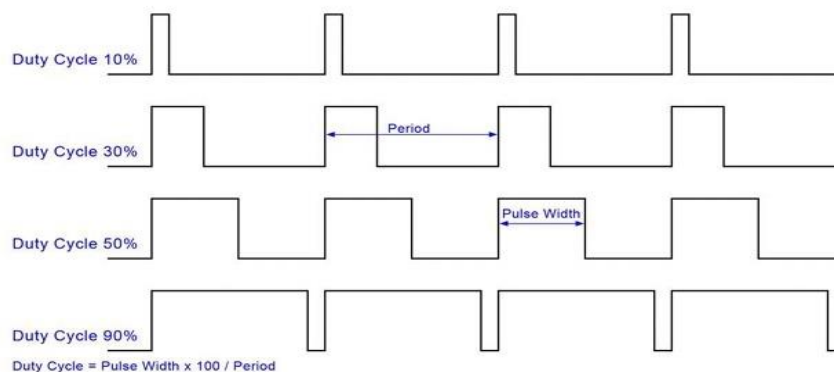 Duty Cycle 10%
Duty Cycle 30%
Period
Duty Cycle 50%
Pulse Width
Duty Cycle 90%
Duty Cycle = Pulse Width x 100 / Period